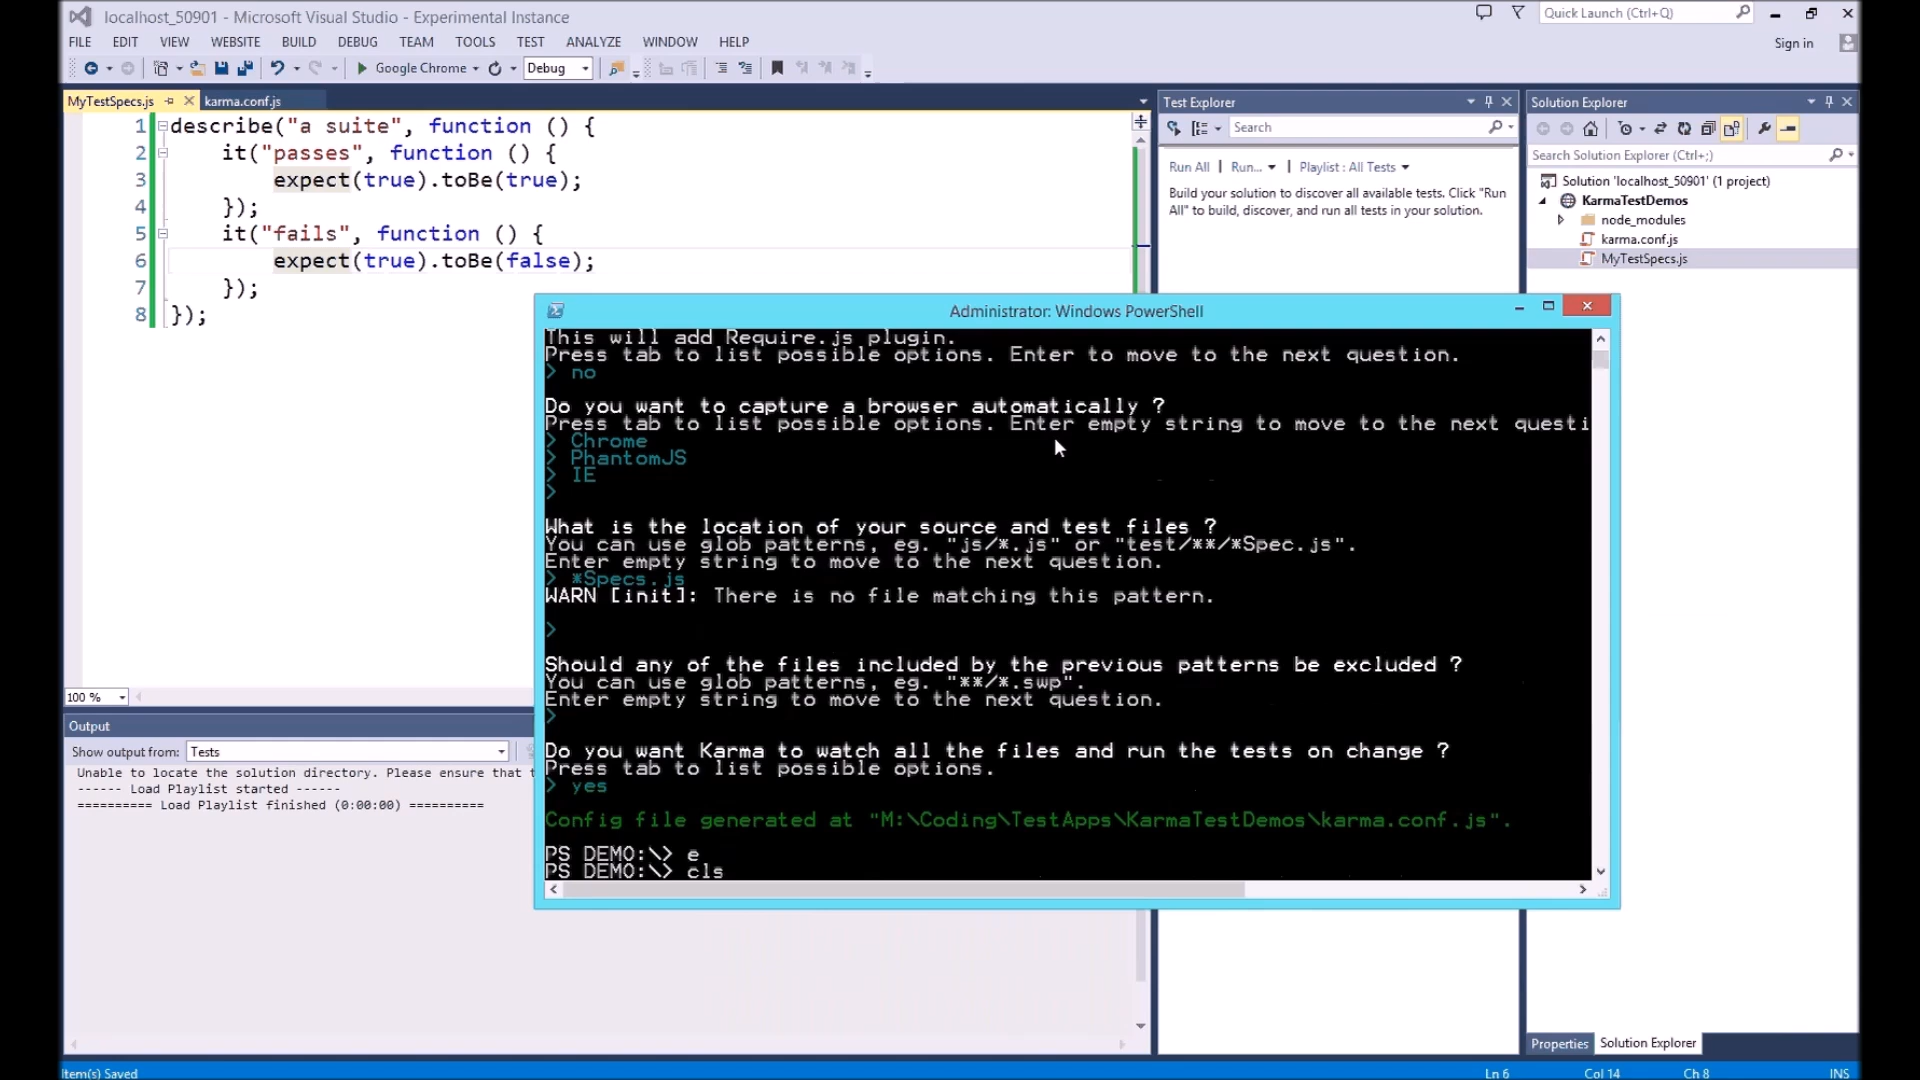 localhost_50901 - Microsoft Visual Studio - Experimental Instance
Quick Launch (Ctrl+Q)
FILE EDIT VIEW WEBSITE BUILD DEBUG TEAM TOOLS TEST ANALYZE WINDOW HELP
Sign in
Google Chrome Debug
MyTestSpecs.js karma.conf.js
1 describe("a suite", function () {
2 it("passes", function () {
3 expect(true).toBe(true);
4 });
5 it("fails", function () {
6 expect(true).toBe(false);
7 });
8 });
100 %
Test Explorer
Search
Run All | Run... | Playlist : All Tests
Build your solution to discover all available tests. Click "Run
All" to build, discover, and run all tests in your solution.
Solution Explorer
Search Solution Explorer (Ctrl+;)
Solution 'localhost_50901' (1 project)
KarmaTestDemos
node_modules
karma.conf.js
MyTestSpecs.js
Administrator: Windows PowerShell
This will add Require.js plugin.
Press tab to list possible options. Enter to move to the next question.
> no
Do you want to capture a browser automatically ?
Press tab to list possible options. Enter empty string to move to the next questi
> Chrome
> PhantomJS
> IE
>
What is the location of your source and test files ?
You can use glob patterns, eg. "js/*.js" or "test/**/*Spec.js".
Enter empty string to move to the next question.
> *Specs.js
WARN [init]: There is no file matching this pattern.
>
Should any of the files included by the previous patterns be excluded ?
You can use glob patterns, eg. "**/*.swp".
Enter empty string to move to the next question.
>
Do you want Karma to watch all the files and run the tests on change ?
Press tab to list possible options.
> yes
Config file generated at "M:\Coding\TestApps\KarmaTestDemos\karma.conf.js".
PS DEMO:\> e
PS DEMO:\> cls
Output
Show output from: Tests
Unable to locate the solution directory. Please ensure that t
------ Load Playlist started ------
========== Load Playlist finished (0:00:00) ==========
Properties Solution Explorer
Item(s) Saved
Ln 6 Col 14 Ch 8 INS